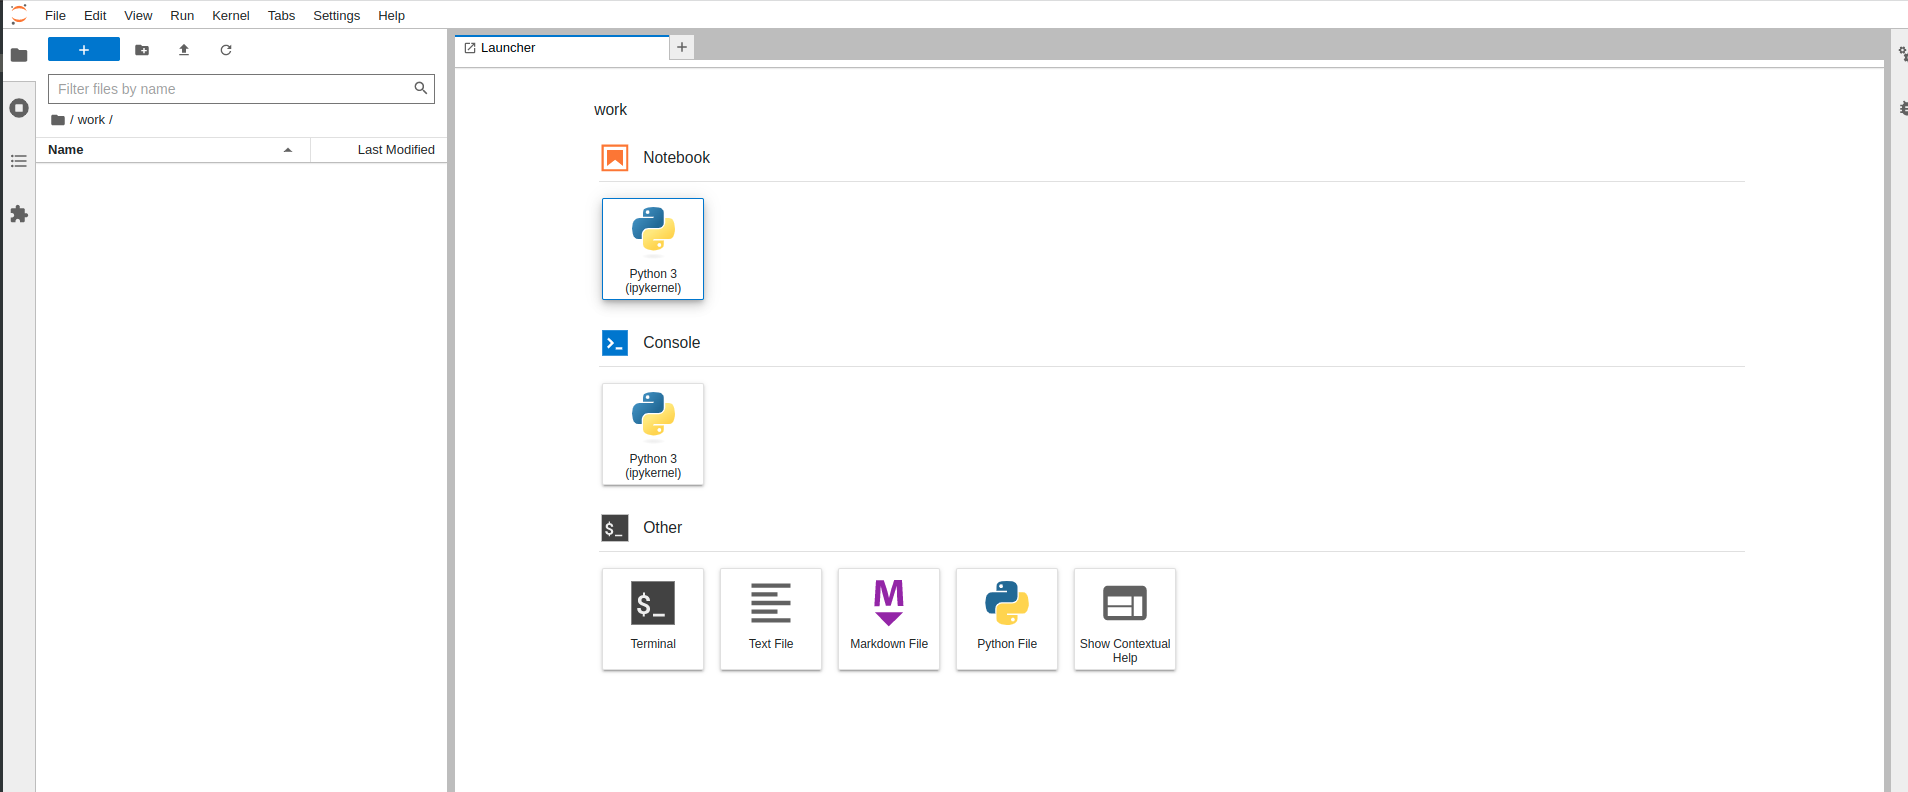 File Edit View Run Kernel Tabs Settings Help
Launcher
Filter files by name
/ work /
Name Last Modified
work
Notebook
Python 3
(ipykernel)
Console
Python 3
(ipykernel)
Other
$_ 
Terminal
Text File
M
Markdown File
Python File
Show Contextual
Help